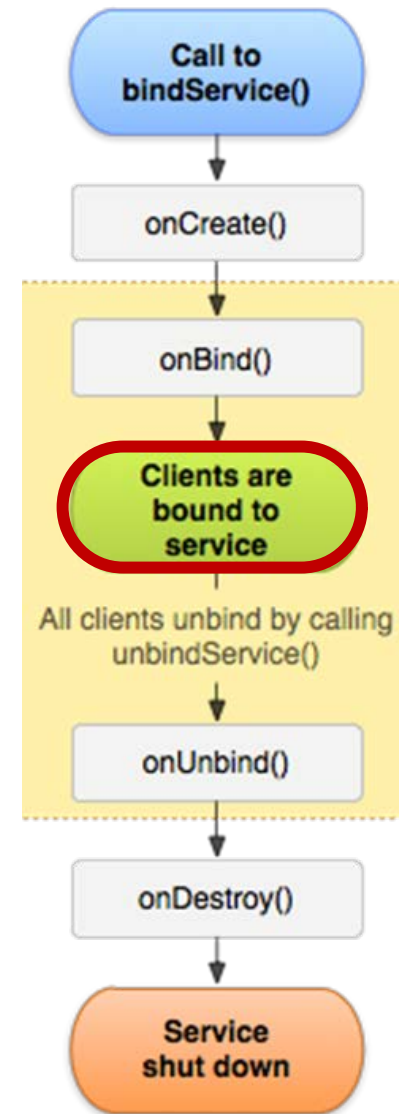 Call to
bindService()
onCreate()
onBind()
Clients are
bound to
service
All clients unbind by calling
unbindService()
onUnbind()
onDestroy()
Service
shut down